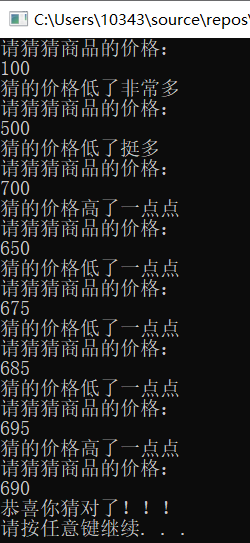 C:\Users\10343\source\repos
请猜猜商品的价格:
100
猜的价格低了非常多
请猜猜商品的价格:
500
猜的价格低了挺多
请猜猜商品的价格:
700
猜的价格高了一点点
请猜猜商品的价格:
650
猜的价格低了一点点
请猜猜商品的价格:
675
猜的价格低了一点点
请猜猜商品的价格:
685
猜的价格低了一点点
请猜猜商品的价格:
695
猜的价格高了一点点
请猜猜商品的价格:
690
恭喜你猜对了!!!
请按任意键继续. . .